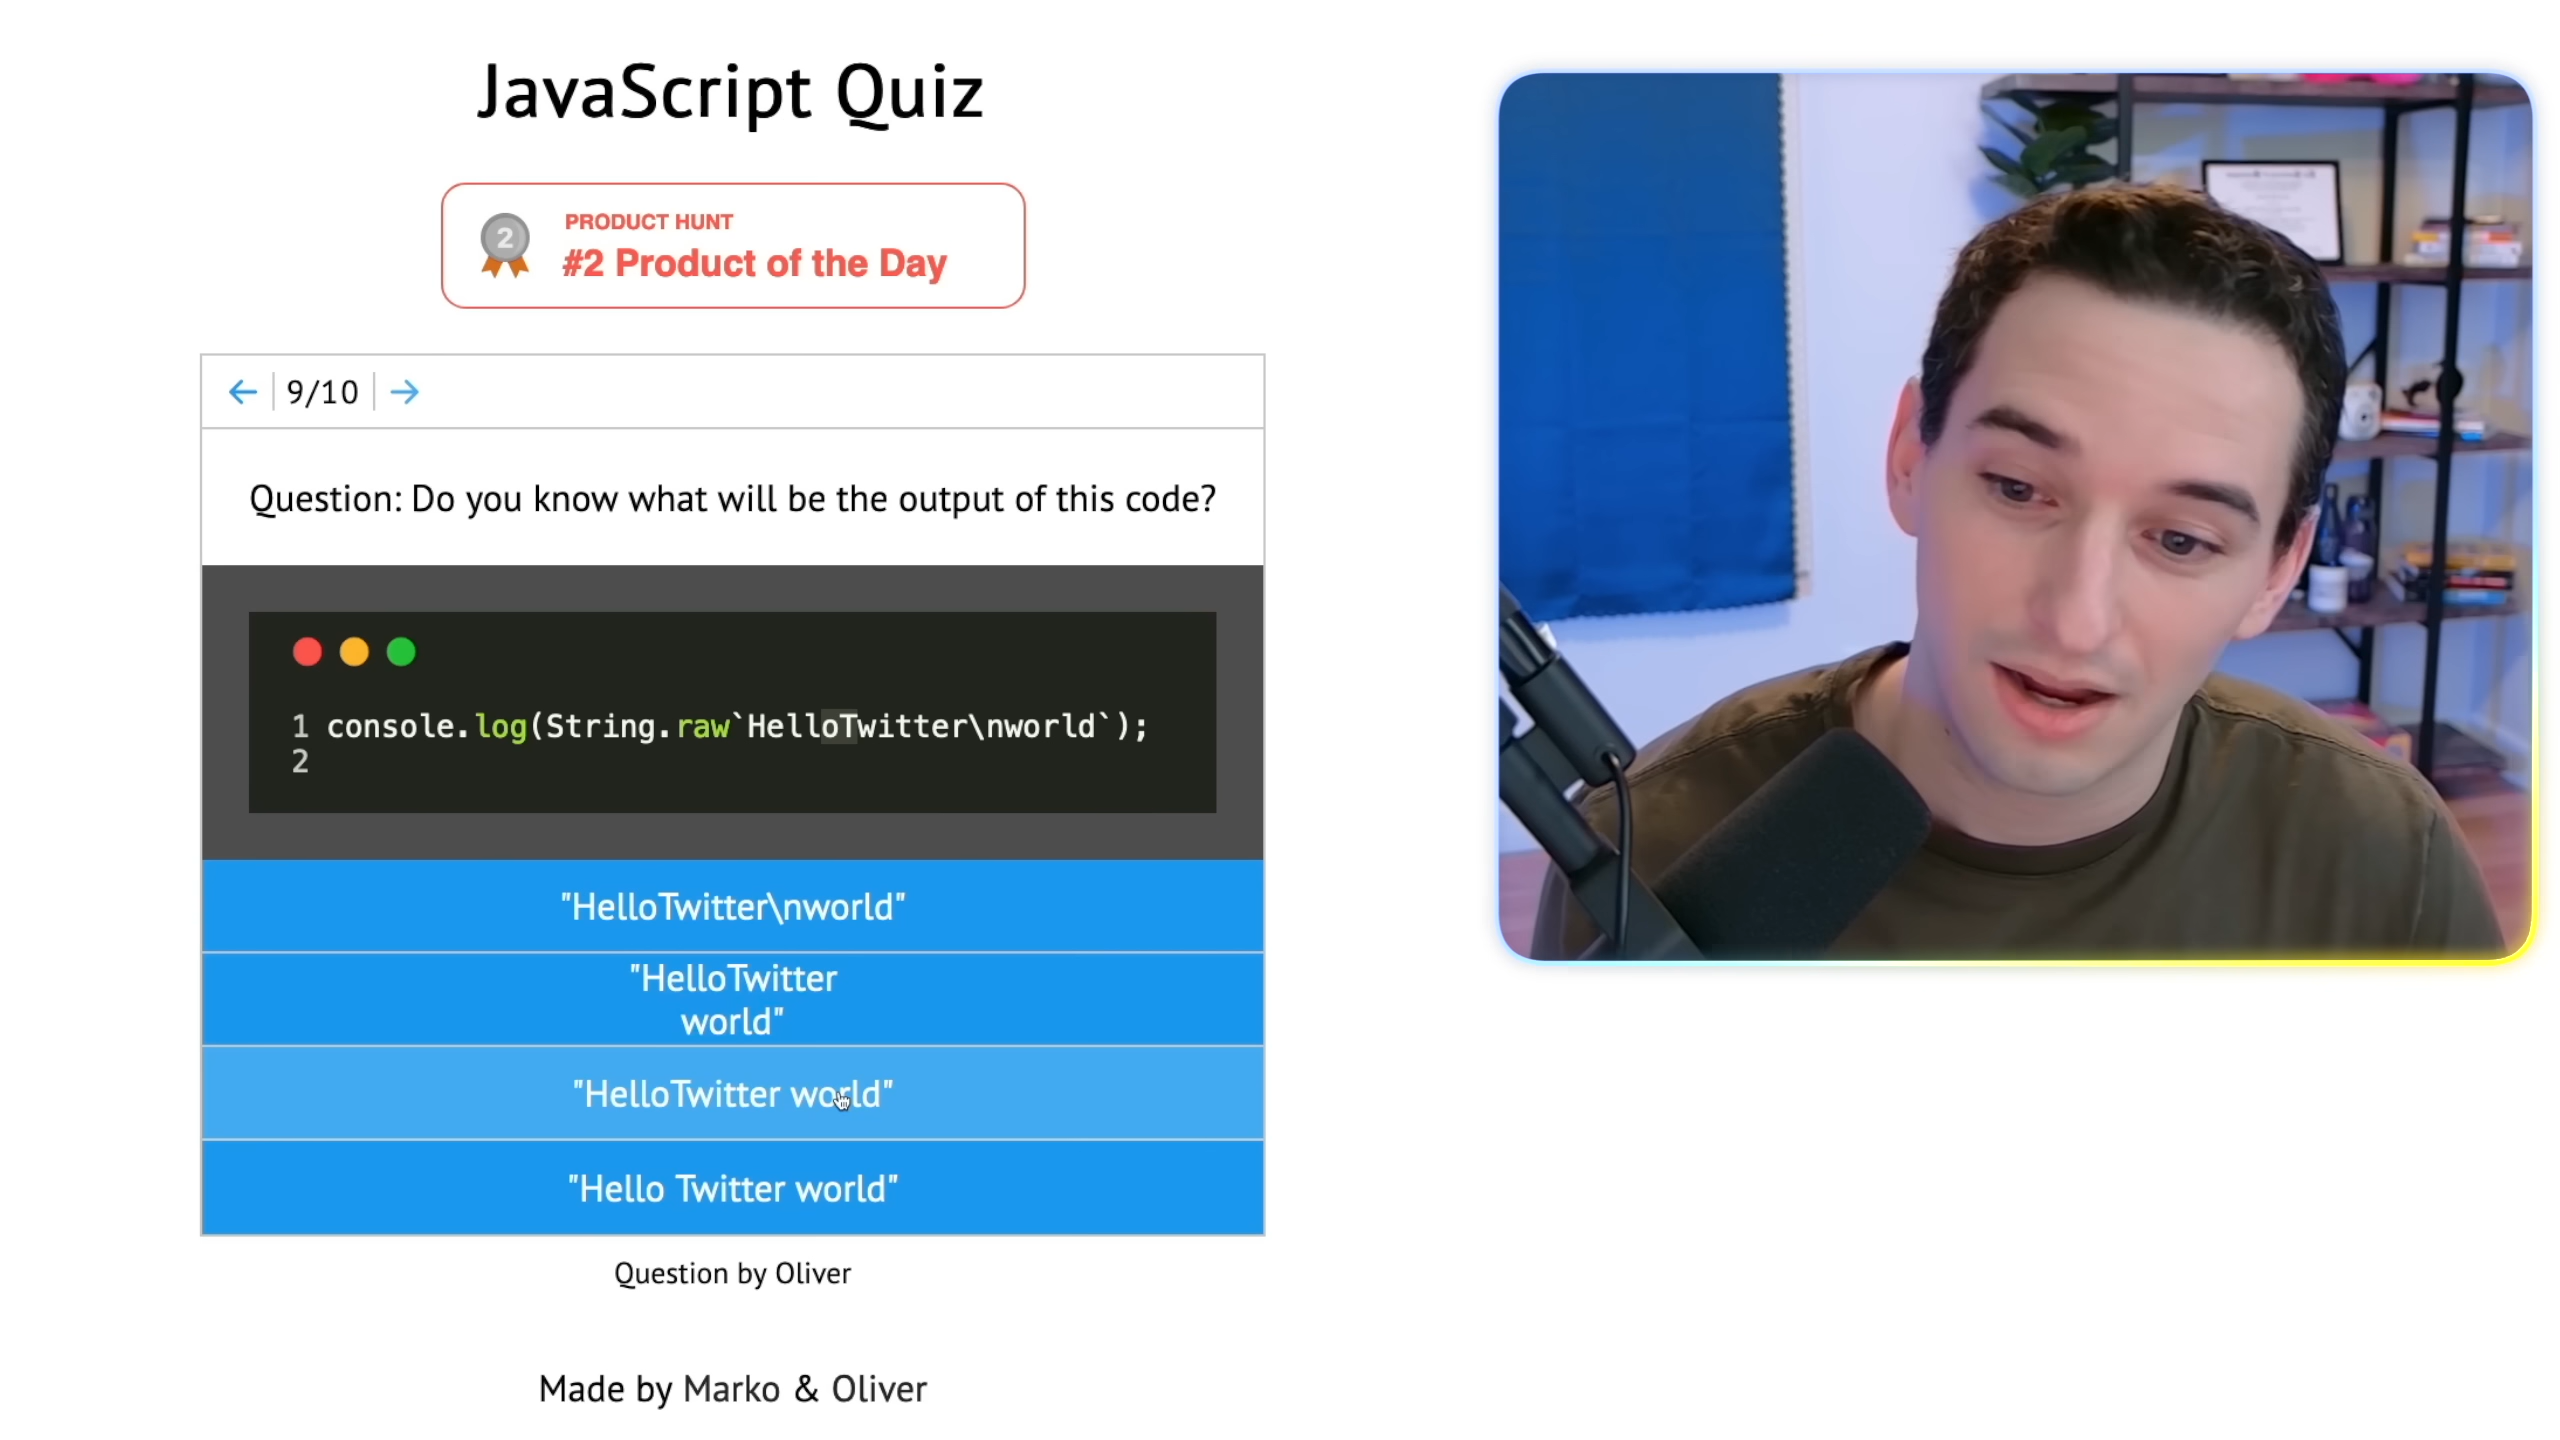 JavaScript Quiz
2
PRODUCT HUNT
#2 Product of the Day
← 9/10 →
Question: Do you know what will be the output of this code?
1 console.log(String.raw`HelloTwitter\nworld`);
2
"HelloTwitter\nworld"
"HelloTwitter
world"
"HelloTwitter world"
"Hello Twitter world"
Question by Oliver
Made by Marko & Oliver